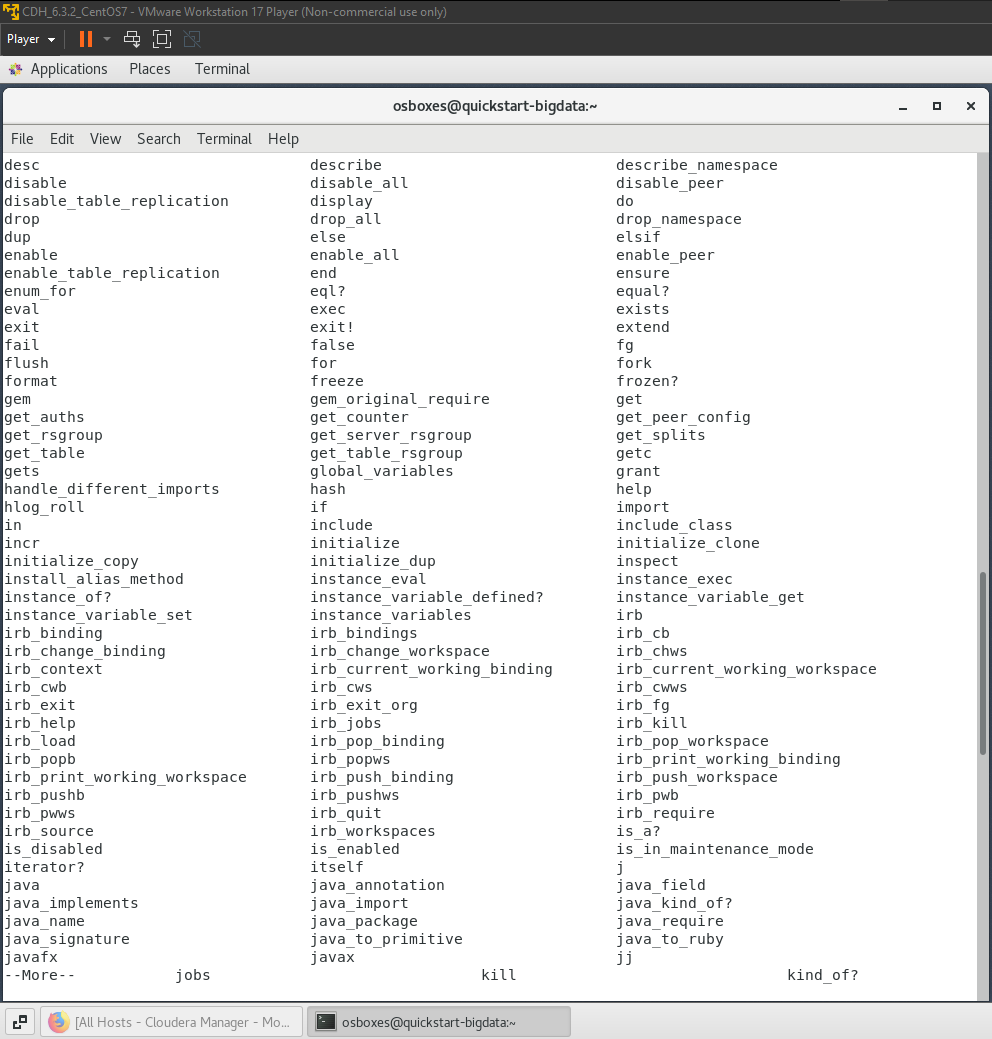 CDH_6.3.2_CentOS7 - VMware Workstation 17 Player (Non-commercial use only)
Player
Applications Places Terminal
osboxes@quickstart-bigdata:~
File Edit View Search Terminal Help
desc describe describe_namespace
disable disable_all disable_peer
disable_table_replication display do
drop drop_all drop_namespace
dup else elsif
enable enable_all enable_peer
enable_table_replication end ensure
enum_for eql? equal?
eval exec exists
exit exit! extend
fail false fg
flush for fork
format freeze frozen?
gem gem_original_require get
get_auths get_counter get_peer_config
get_rsgroup get_server_rsgroup get_splits
get_table get_table_rsgroup getc
gets global_variables grant
handle_different_imports hash help
hlog_roll if import
in include include_class
incr initialize initialize_clone
initialize_copy initialize_dup inspect
install_alias_method instance_eval instance_exec
instance_of? instance_variable_defined? instance_variable_get
instance_variable_set instance_variables irb
irb_binding irb_bindings irb_cb
irb_change_binding irb_change_workspace irb_chws
irb_context irb_current_working_binding irb_current_working_workspace
irb_cwb irb_cws irb_cwws
irb_exit irb_exit_org irb_fg
irb_help irb_jobs irb_kill
irb_load irb_pop_binding irb_pop_workspace
irb_popb irb_popws irb_print_working_binding
irb_print_working_workspace irb_push_binding irb_push_workspace
irb_pushb irb_pushws irb_pwb
irb_pwws irb_quit irb_require
irb_source irb_workspaces is_a?
is_disabled is_enabled is_in_maintenance_mode
iterator? itself j
java java_annotation java_field
java_implements java_import java_kind_of?
java_name java_package java_require
java_signature java_to_primitive java_to_ruby
javafx javax jj
--More-- jobs kill kind_of?
[All Hosts - Cloudera Manager - Mo... osboxes@quickstart-bigdata:~